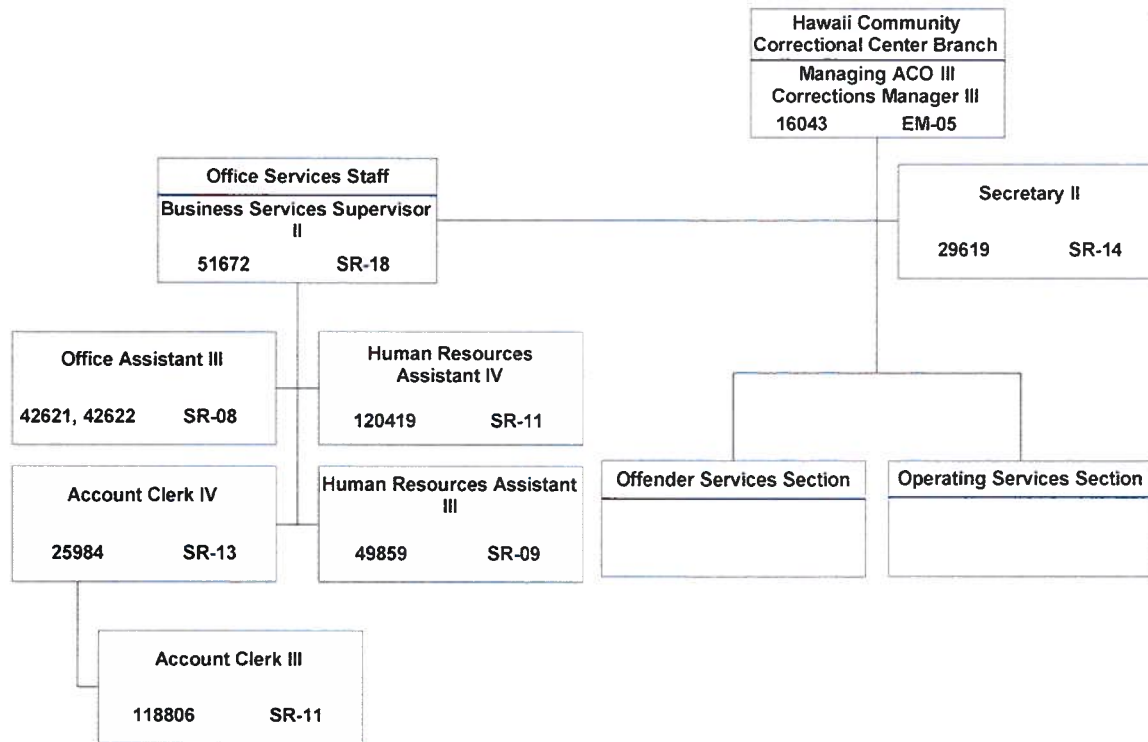 Hawaii Community
Correctional Center Branch
Managing ACO III
Corrections Manager III
16043 EM-05
Office Services Staff
Business Services Supervisor
II
51672 SR-18
Secretary II
29619 SR-14
Office Assistant III
42621, 42622 SR-08
Human Resources
Assistant IV
120419 SR-11
Account Clerk IV
25984 SR-13
Human Resources Assistant
III
49859 SR-09
Offender Services Section
Operating Services Section
Account Clerk III
118806 SR-11